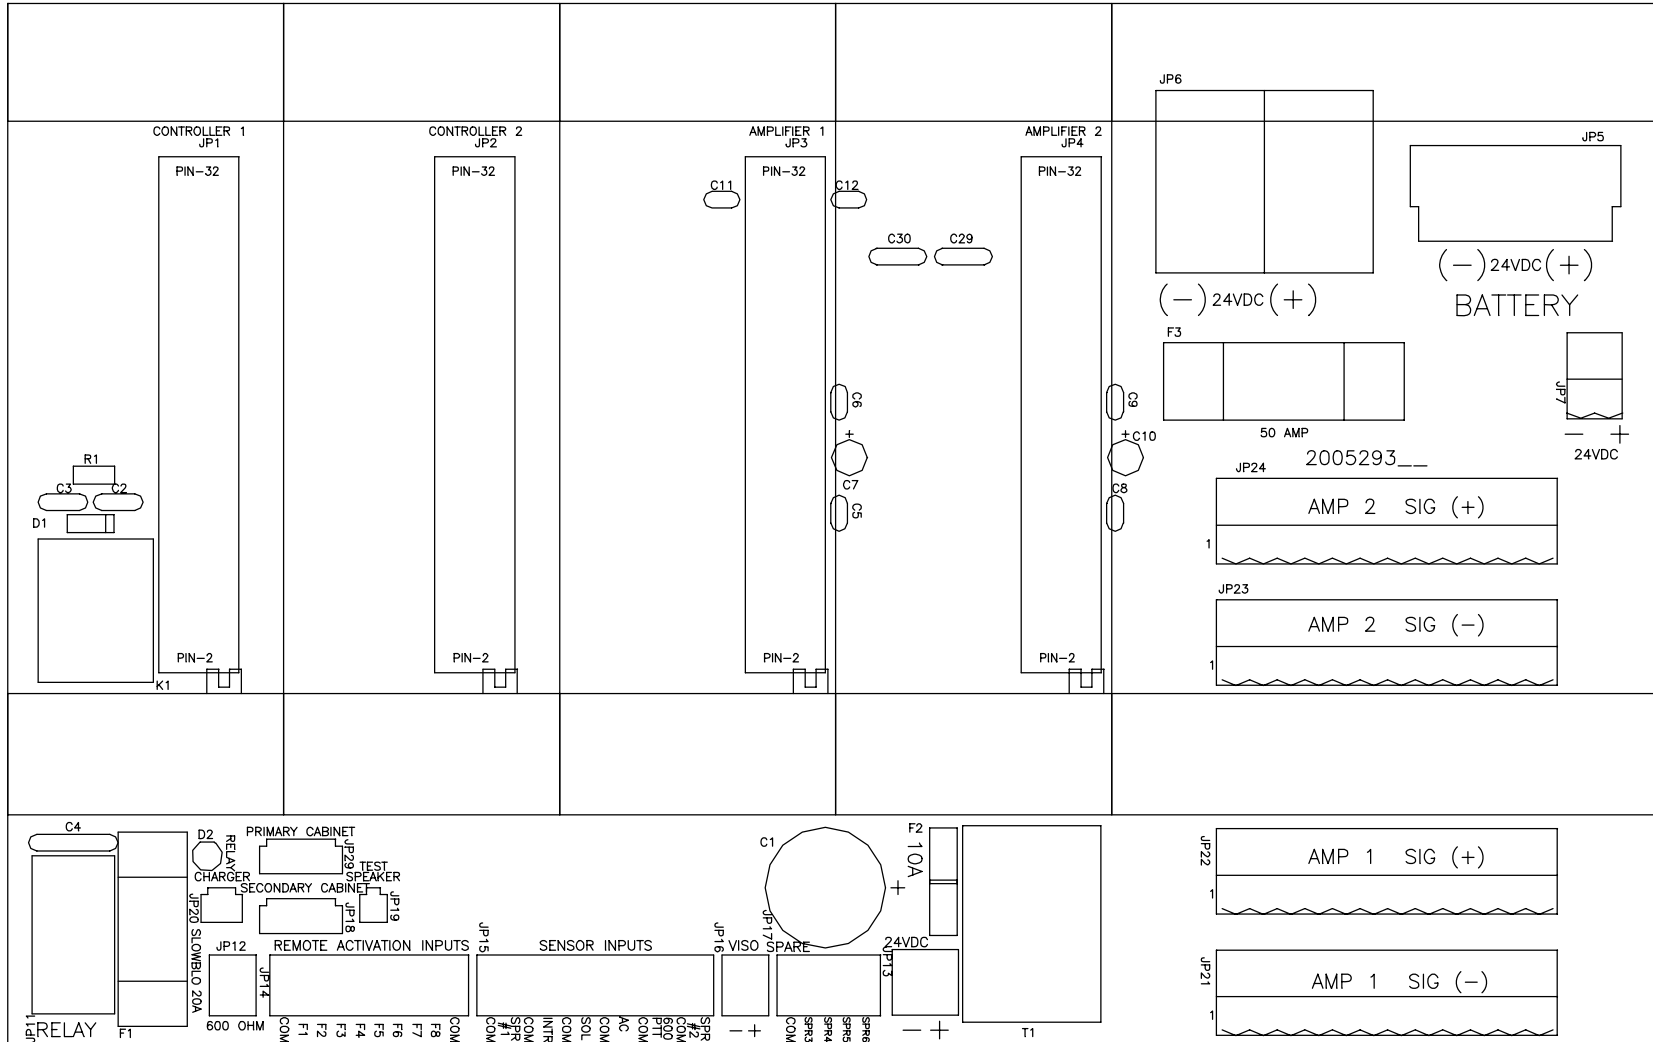 JP6
CONTROLLER 1
JP1
CONTROLLER 2
JP2
AMPLIFIER 1
JP3
AMPLIFIER 2
JP4
JP5
PIN-32
PIN-32
PIN-32
PIN-32
C11
C12
C30
C29
(-) 24VDC (+)
BATTERY
(-) 24VDC (+)
F3
JP7
C6
C9
50 AMP
- +
24VDC
+
+
C10
2005293__
R1
C3
C2
C7
C8
C5
D1
JP24
AMP 2 SIG (+)
1
JP23
AMP 2 SIG (-)
1
PIN-2
PIN-2
PIN-2
PIN-2
K1
C4
D2
RELAY
PRIMARY CABINET
JP29
TEST
SPEAKER
CHARGER
SECONDARY CABINET
JP20
JP18
JP19
C1
+
F2
10A
JP22
AMP 1 SIG (+)
1
SLOWBLO 20A
JP12
REMOTE ACTIVATION INPUTS
JP14
JP15
SENSOR INPUTS
JP16
VISO
JP17
SPARE
JP13
24VDC
JP21
AMP 1 SIG (-)
1
JP11
RELAY
F1
600 OHM
COM
F1
F2
F3
F4
F5
F6
F7
F8
COM
COM
#1
SPR
COM
INTR
COM
SOL
COM
AC
COM
PTT
600
COM
#2
SPR
- +
COM
SPR3
SPR4
SPR5
SPR6
- +
T1